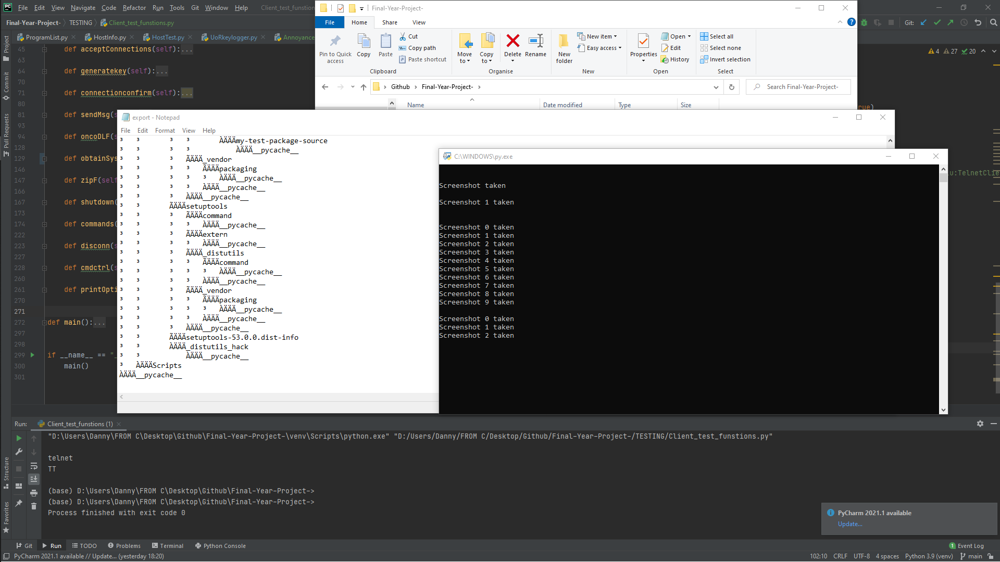 File Edit View Navigate Code Refactor Run Tools Git Window Help Client_test_funstion
Final-Year-Project- TESTING Client_test_funstions.py
ProgramList.py HostInfo.py HostTest.py UoRkeylogger.py Annoyance
Final-Year-Project-
File Home Share View
Pin to Quick access Copy Paste Cut Copy path Paste shortcut
Clipboard
Move to Copy to Delete Rename
Organise
New folder New item Easy access
New
Properties Open Edit History
Open
Select all Select none Invert selection
Select
Git:
4 27 20
Github Final-Year-Project- Search Final-Year-Project-
Name Date modified Type Size
45 def acceptConnections(self):...
63
64 def generatekey(self):...
70
71 def connectionconfirm(self):...
80
81 def sendMsg(s
93
94 def oncoDLF(s
128
129 def obtainSys
146
147 def zipF(self
166
167 def shutdown(
173
174 def commands(
222
223 def disconn(s
227
228 def cmdctrl(s
260
261 def printOpti
270
271
272 def main():...
297
298
299 if __name__ == "_
300 main()
301
rue)
u:TelnetClie
export - Notepad
File Edit Format View Help
³   ³       ³   ³       ÀÄÄÄmy-test-package-source
³   ³       ³   ³           ÀÄÄÄ__pycache__
³   ³       ³   ÃÄÄÄ_vendor
³   ³       ³   ³   ÃÄÄÄpackaging
³   ³       ³   ³   ³   ÀÄÄÄ__pycache__
³   ³       ³   ³   ÀÄÄÄ__pycache__
³   ³       ³   ÀÄÄÄ__pycache__
³   ³       ÃÄÄÄsetuptools
³   ³       ³   ÃÄÄÄcommand
³   ³       ³   ³   ÀÄÄÄ__pycache__
³   ³       ³   ÃÄÄÄextern
³   ³       ³   ³   ÀÄÄÄ__pycache__
³   ³       ³   ÃÄÄÄ_distutils
³   ³       ³   ³   ÃÄÄÄcommand
³   ³       ³   ³   ³   ÀÄÄÄ__pycache__
³   ³       ³   ³   ÀÄÄÄ__pycache__
³   ³       ³   ÃÄÄÄ_vendor
³   ³       ³   ³   ÃÄÄÄpackaging
³   ³       ³   ³   ³   ÀÄÄÄ__pycache__
³   ³       ³   ³   ÀÄÄÄ__pycache__
³   ³       ³   ÀÄÄÄ__pycache__
³   ³       ÃÄÄÄsetuptools-53.0.0.dist-info
³   ³       ÀÄÄÄ_distutils_hack
³   ³           ÀÄÄÄ__pycache__
³   ÀÄÄÄScripts
ÀÄÄÄ__pycache__
C:\WINDOWS\py.exe
Screenshot taken
Screenshot 1 taken
Screenshot 0 taken
Screenshot 1 taken
Screenshot 2 taken
Screenshot 3 taken
Screenshot 4 taken
Screenshot 5 taken
Screenshot 6 taken
Screenshot 7 taken
Screenshot 8 taken
Screenshot 9 taken
Screenshot 0 taken
Screenshot 1 taken
Screenshot 2 taken
Project
Commit
Pull Requests
Structure
Favorites
Run: Client_test_funstions (1)
"D:\Users\Danny\FROM C\Desktop\Github\Final-Year-Project-\venv\Scripts\python.exe" "D:/Users/Danny/FROM C/Desktop/Github/Final-Year-Project-/TESTING/Client_test_funstions.py"
telnet
TT
(base) D:\Users\Danny\FROM C\Desktop\Github\Final-Year-Project->
(base) D:\Users\Danny\FROM C\Desktop\Github\Final-Year-Project->
Process finished with exit code 0
PyCharm 2021.1 available
Update...
Git Run TODO Problems Terminal Python Console 1 Event Log
PyCharm 2021.1 available // Update... (yesterday 18:20) 102:10 CRLF UTF-8 4 spaces Python 3.9 (venv) main